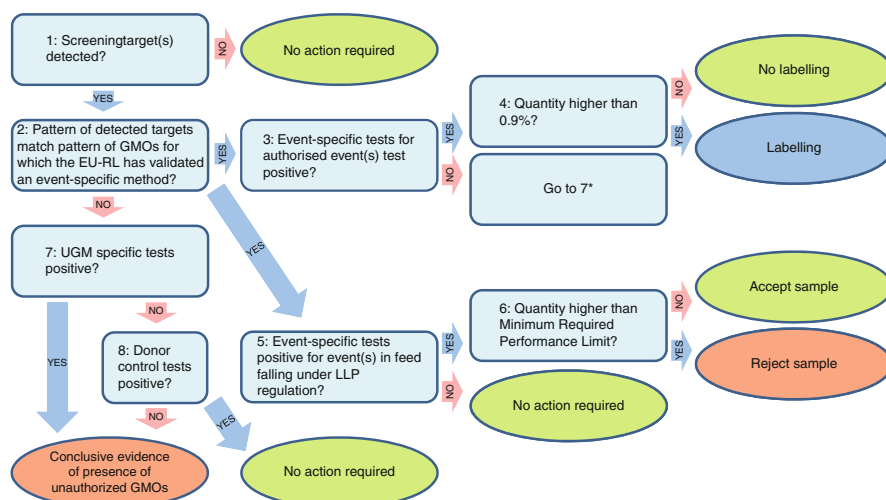 1: Screeningtarget(s)
detected?
NO
No action required
YES
2: Pattern of detected targets
match pattern of GMOs for
which the EU-RL has validated
an event-specific method?
YES
3: Event-specific tests for
authorised event(s) test
positive?
YES
4: Quantity higher than
0.9%?
NO
No labelling
YES
Labelling
NO
Go to 7*
NO
YES
7: UGM specific tests
positive?
YES
NO
8: Donor
control tests
positive?
NO
YES
Conclusive evidence
of presence of
unauthorized GMOs
No action required
5: Event-specific tests
positive for event(s) in feed
falling under LLP
regulation?
YES
NO
No action required
6: Quantity higher than
Minimum Required
Performance Limit?
NO
Accept sample
YES
Reject sample